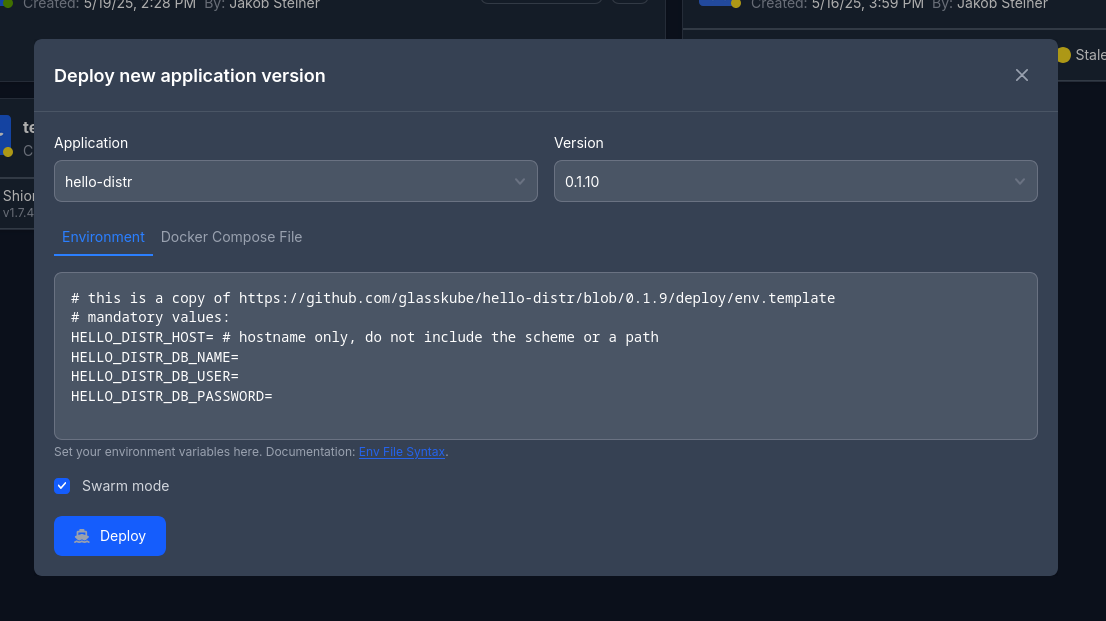 Created: 5/19/25, 2:28 PM By: Jakob Steiner
Created: 5/16/25, 3:59 PM By: Jakob Steiner
Stale
te
C
Shion
v1.7.4
Deploy new application version
Application
Version
hello-distr
0.1.10
Environment
Docker Compose File
# this is a copy of https://github.com/glasskube/hello-distr/blob/0.1.9/deploy/env.template
# mandatory values:
HELLO_DISTR_HOST= # hostname only, do not include the scheme or a path
HELLO_DISTR_DB_NAME=
HELLO_DISTR_DB_USER=
HELLO_DISTR_DB_PASSWORD=
Set your environment variables here. Documentation: Env File Syntax.
Swarm mode
Deploy